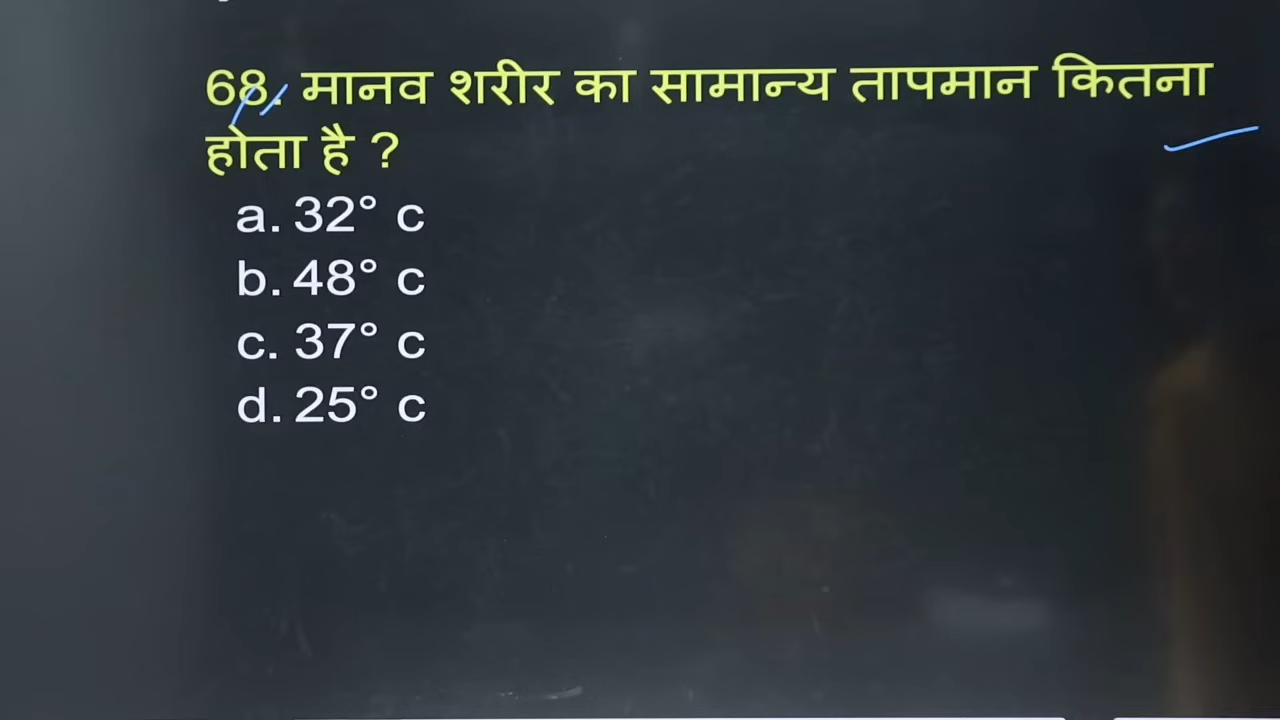 68. मानव शरीर का सामान्य तापमान कितना
होता है ?
a. 32° c
b. 48° c
c. 37° c
d. 25° c